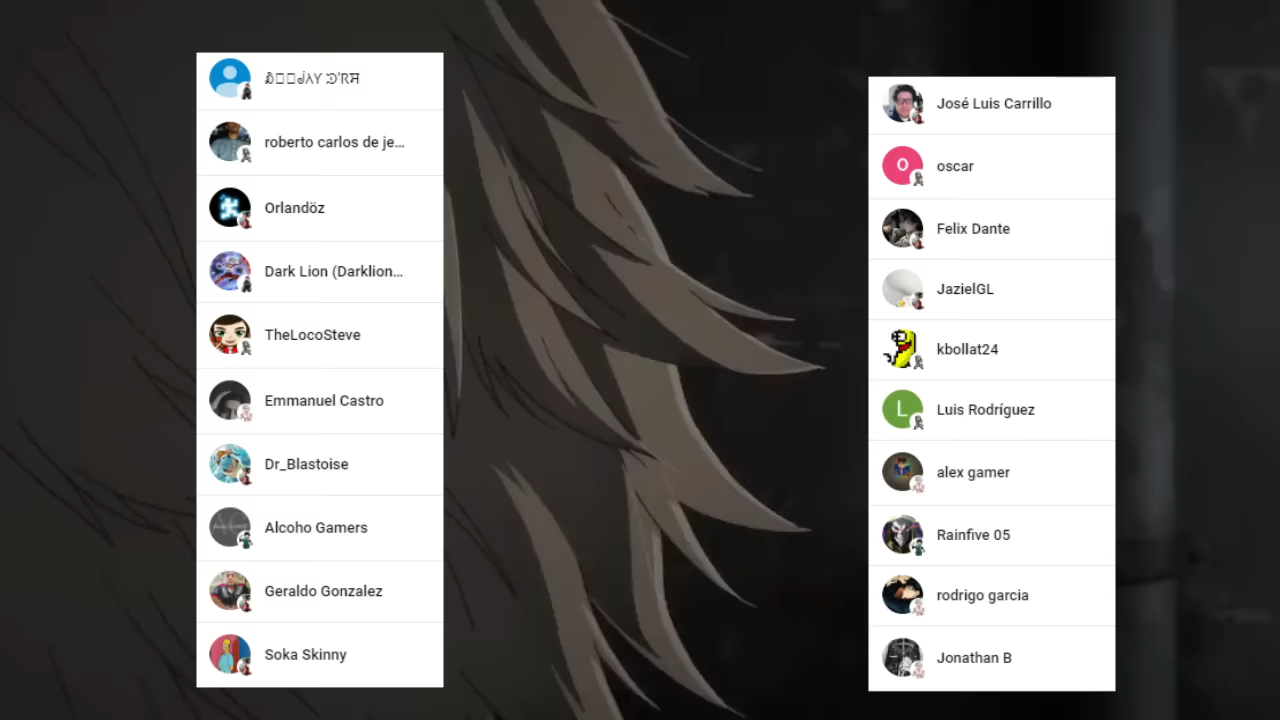 roberto carlos de je...
Orlandöz
Dark Lion (Darklion...
TheLocoSteve
Emmanuel Castro
Dr_Blastoise
Alcoho Gamers
Geraldo Gonzalez
Soka Skinny
José Luis Carrillo
O
oscar
Felix Dante
JazielGL
kbollat24
L
Luis Rodríguez
alex gamer
Rainfive 05
rodrigo garcia
Jonathan B